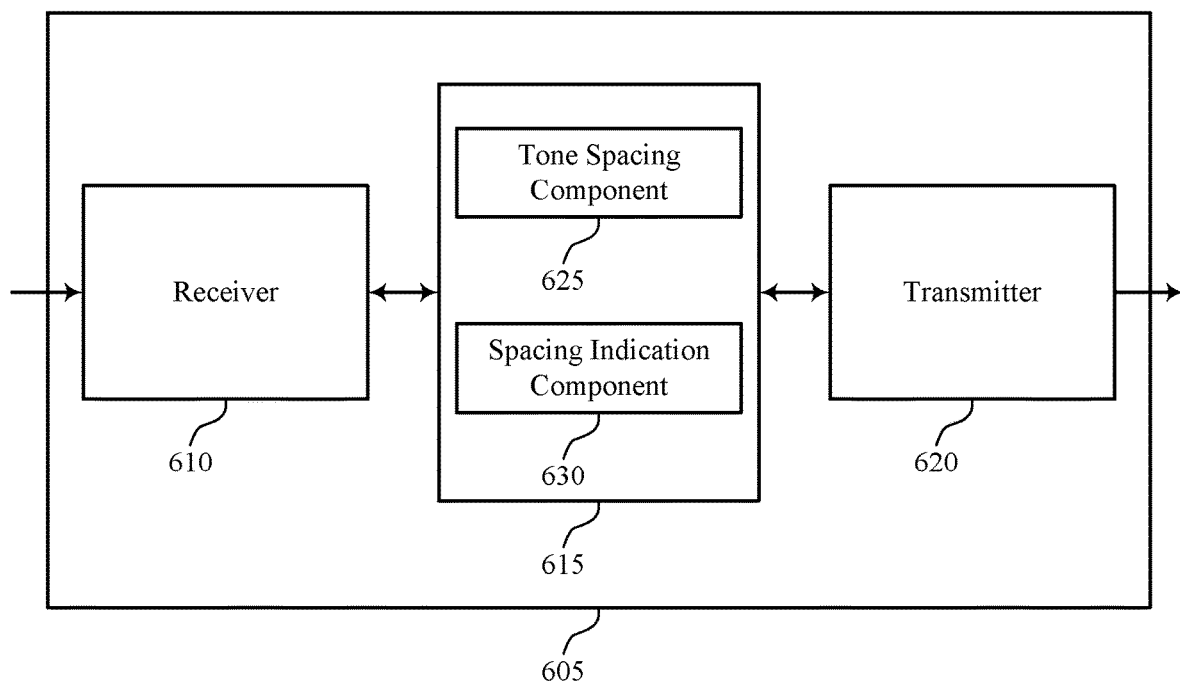 Tone Spacing
Component
625
Receiver
Transmitter
Spacing Indication
Component
610
630
620
615
605